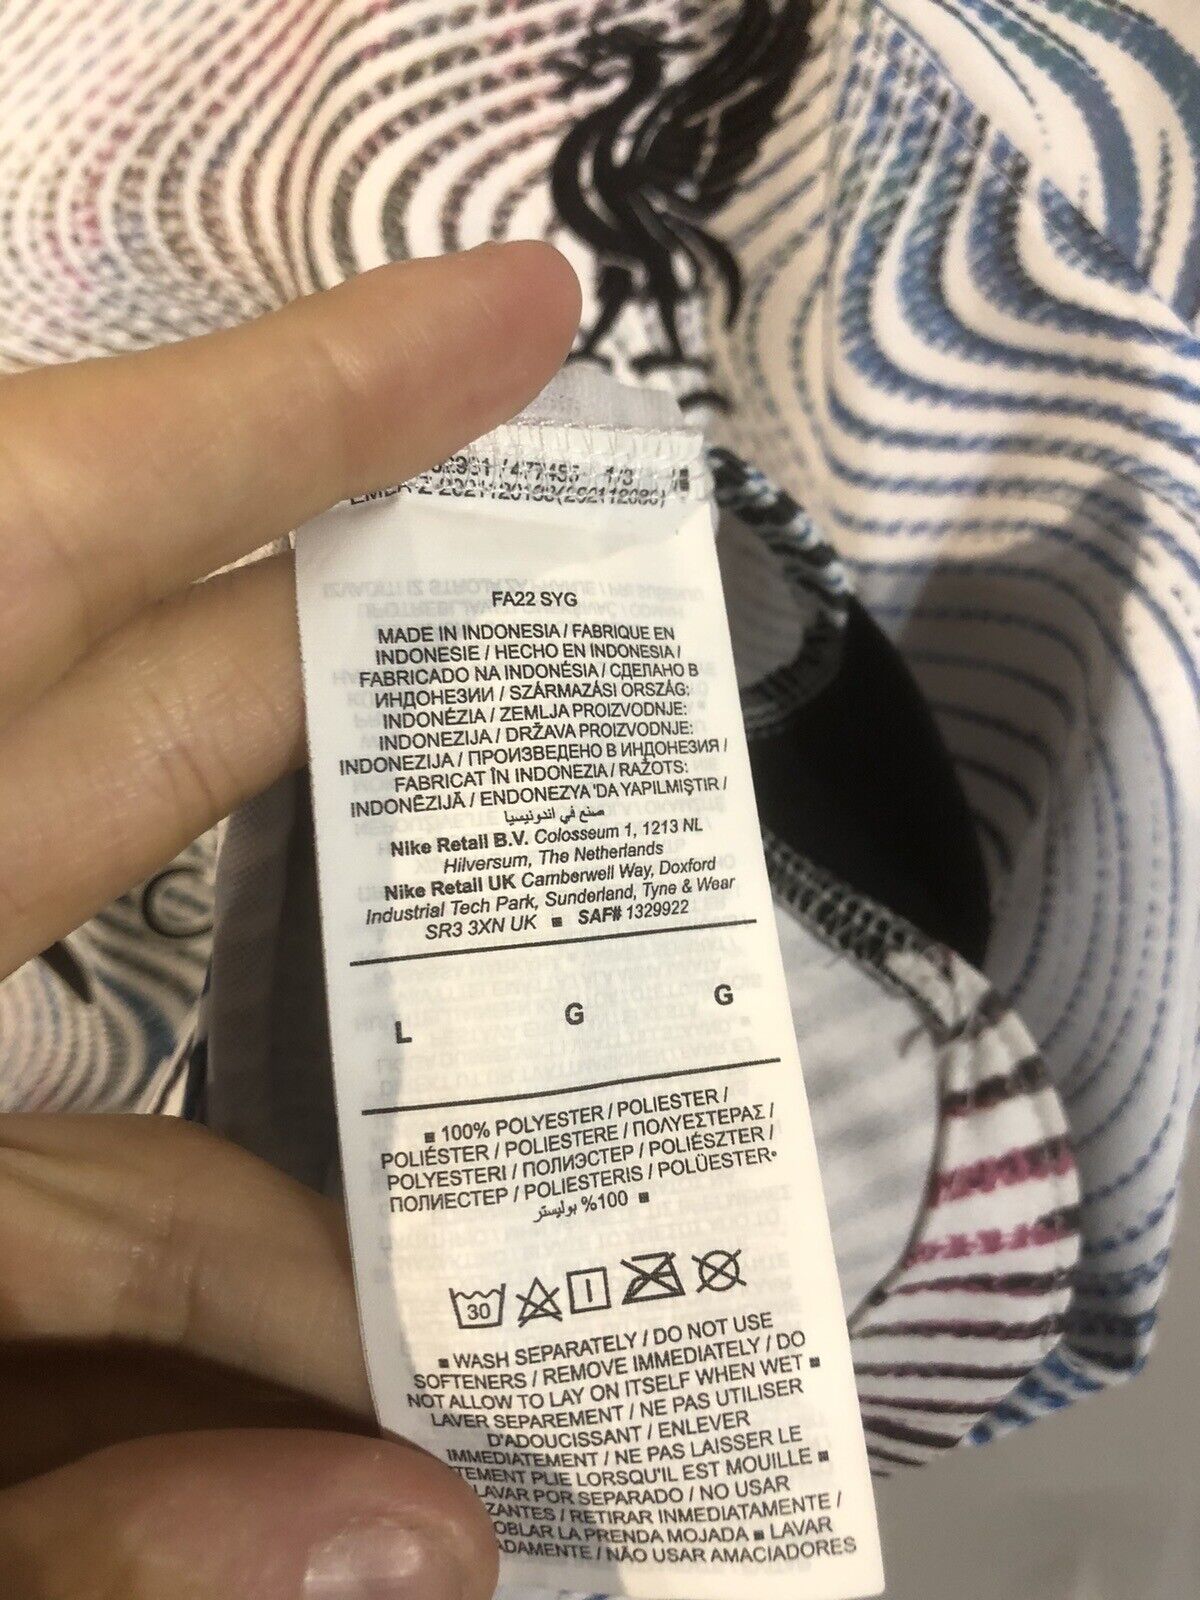 1/3
FA22 SYG
MADE IN INDONESIA / FABRIQUE EN
INDONESIE / HECHO EN INDONESIA /
FABRICADO NA INDONÉSIA / СДЕЛАНО В
ИНДОНЕЗИИ / SZÁRMAZÁSI ORSZÁG:
INDONÉZIA / ZEMLJA PROIZVODNJE:
INDONEZIJA / DRŽAVA PROIZVODNJE:
INDONEZIJA / ПРОИЗВЕДЕНО В ИНДОНЕЗИЯ /
FABRICAT ÎN INDONEZIA / RAŽOTS:
INDONĒZIJĀ / ENDONEZYA 'DA YAPILMIŞTIR /
صنع في اندونيسيا
Nike Retail B.V. Colosseum 1, 1213 NL
Hilversum, The Netherlands
Nike Retail UK Camberwell Way, Doxford
Industrial Tech Park, Sunderland, Tyne & Wear
SR3 3XN UK ■ SAF# 1329922
L G G
■ 100% POLYESTER / POLIESTER /
POLIÉSTER / POLIESTERE / ΠΟΛΥΕΣΤΕΡΑΣ /
POLYESTERI / ПОЛИЭСТЕР / POLIÉSZTER /
ПОЛИЕСТЕР / POLIESTERIS / POLÜESTER•
100% بوليستر ■
30
■ WASH SEPARATELY / DO NOT USE
SOFTENERS / REMOVE IMMEDIATELY / DO
NOT ALLOW TO LAY ON ITSELF WHEN WET ■
LAVER SEPAREMENT / NE PAS UTILISER
D'ADOUCISSANT / ENLEVER
IMMEDIATEMENT / NE PAS LAISSER LE
TEMENT PLIE LORSQU'IL EST MOUILLE ■
LAVAR POR SEPARADO / NO USAR
ZANTES / RETIRAR INMEDIATAMENTE /
OBLAR LA PRENDA MOJADA ■ LAVAR
ADAMENTE / NÃO USAR AMACIADORES